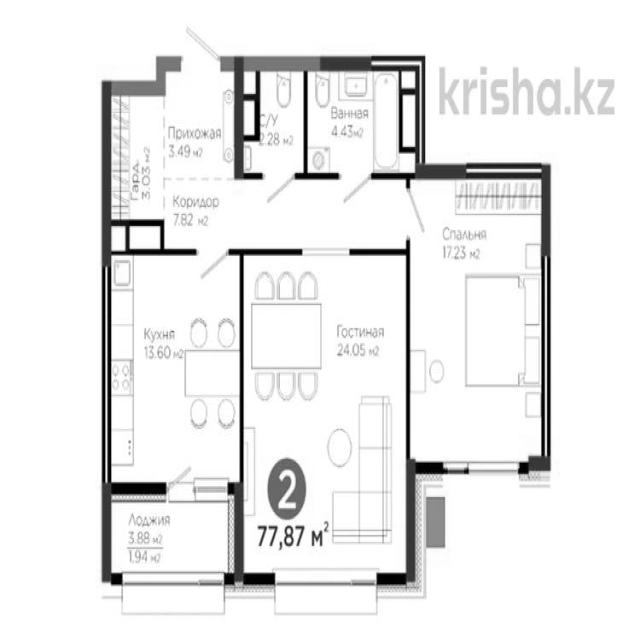 krisha.kz
Прихожая
3.49 м2
Гард.
3.03 м2
С/У
2.28 м2
Ванная
4.43м2
Коридор
7.82 м2
Спальня
17.23 м2
Кухня
13.60 м2
Гостиная
24.05 м2
Лоджия
3.88 м2
1.94 м2
2
77,87 м²